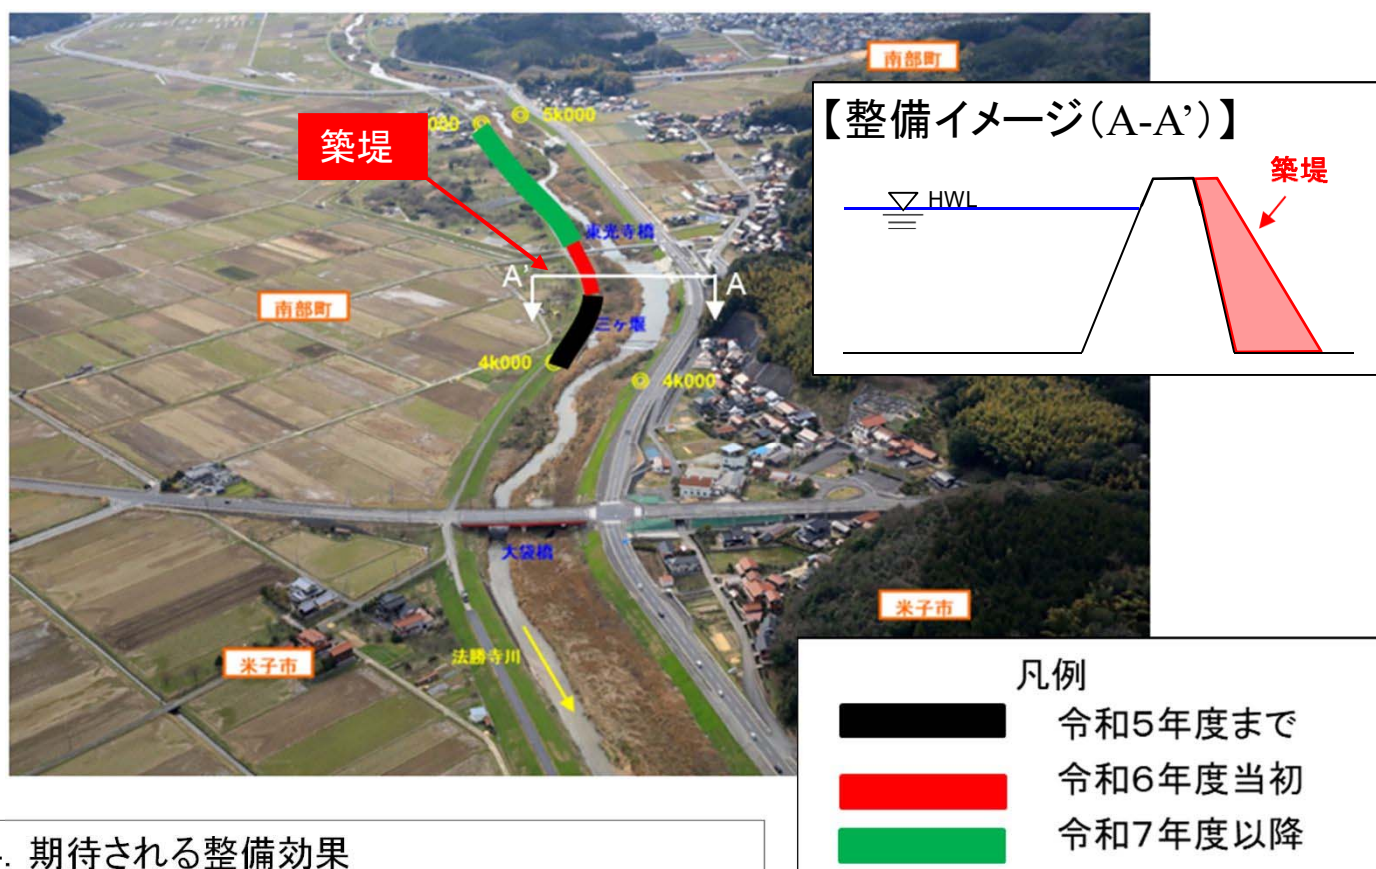 南部町
【整備イメージ(A-A’)】
築堤
HWL
築堤
000
5k000
東光寺橋
A’
A
南部町
三ヶ堰
4k000
4k000
大袋橋
米子市
米子市
法勝寺川
凡例
令和5年度まで
令和6年度当初
令和7年度以降
. 期待される整備効果